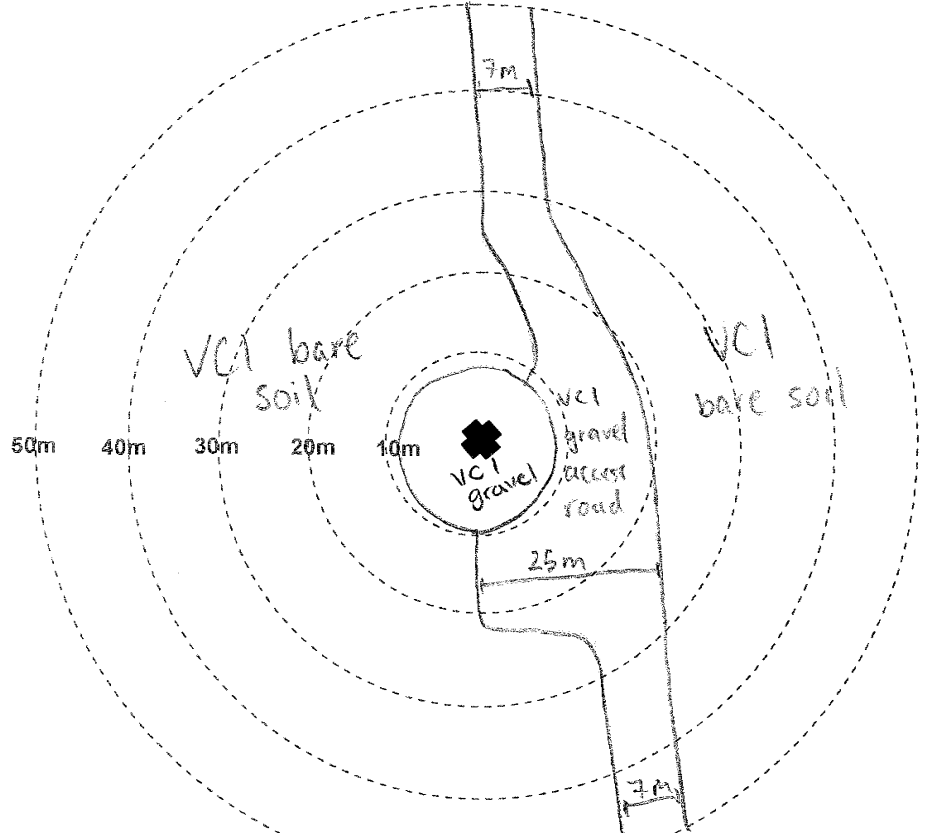 7m
VC1 bare
soil
VC1
bare soil
50m 40m 30m 20m 10m
VC1
gravel
VC1
gravel
access
road
25m
7m